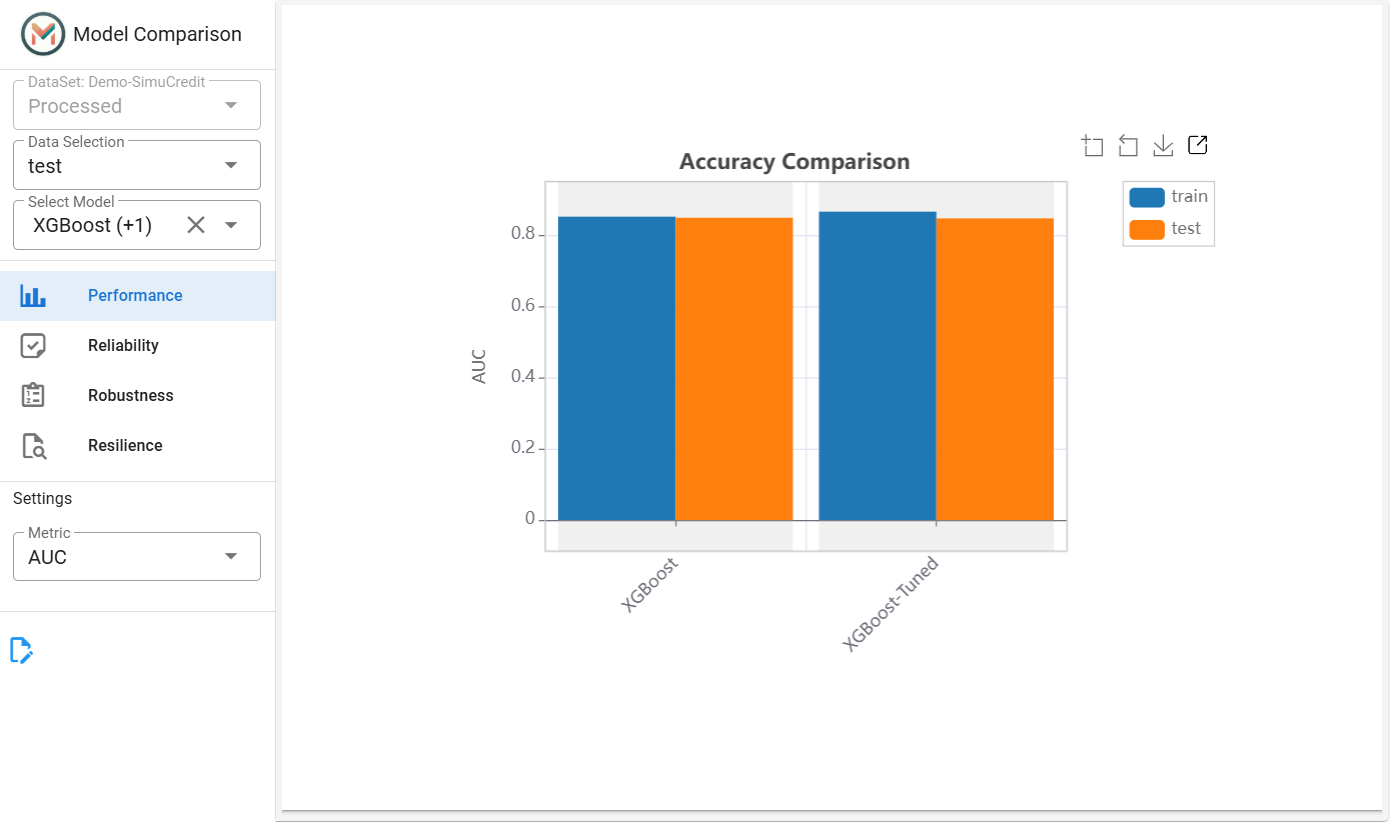 Model Comparison
DataSet: Demo-SimuCredit
Processed
Data Selection
test
Select Model
XGBoost (+1)
Performance
Reliability
Robustness
Resilience
Settings
Metric
AUC
Accuracy Comparison
train
test
AUC
0.8
0.6
0.4
0.2
0
XGBoost
XGBoost-Tuned